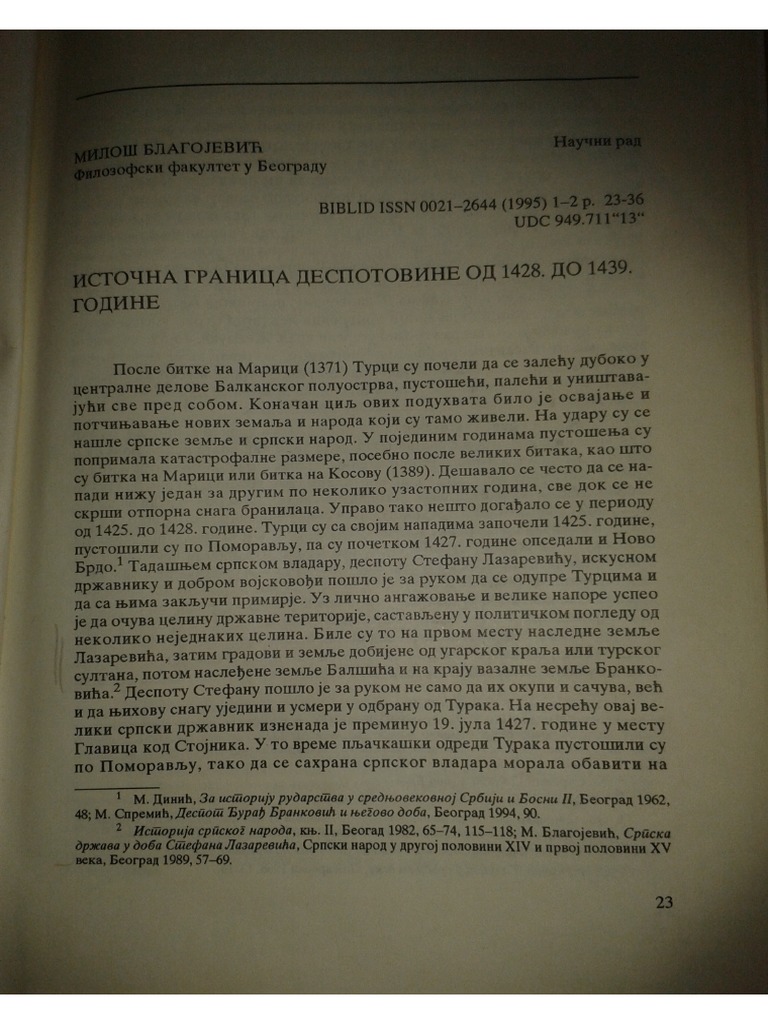 МИЛОШ БЛАГОЈЕВИЋ
Филозофски факултет у Београду
Научни рад
BIBLID ISSN 0021–2644 (1995) 1–2 p. 23-36
UDC 949.711“13“
ИСТОЧНА ГРАНИЦА ДЕСПОТОВИНЕ ОД 1428. ДО 1439.
ГОДИНЕ
После битке на Марици (1371) Турци су почели да се залећу дубоко у
централне делове Балканског полуострва, пустошећи, палећи и уништава-
јући све пред собом. Коначан циљ ових подухвата било је освајање и
потчињавање нових земаља и народа који су тамо живели. На удару су се
нашле српске земље и српски народ. У појединим годинама пустошења су
попримала катастрофалне размере, посебно после великих битака, као што
су битка на Марици или битка на Косову (1389). Дешавало се често да се на-
пади нижу један за другим по неколико узастопних година, све док се не
скрши отпорна снага бранилаца. Управо тако нешто догађало се у периоду
од 1425. до 1428. године. Турци су са својим нападима започели 1425. године,
пустошили су по Поморављу, па су почетком 1427. године опседали и Ново
Брдо.¹ Тадашњем српском владару, деспоту Стефану Лазаревићу, искусном
државнику и добром војсковођи пошло је за руком да се одупре Турцима и
да са њима закључи примирје. Уз лично ангажовање и велике напоре успео
је да очува целину државне територије, састављену у политичком погледу од
неколико неједнаких целина. Биле су то на првом месту наследне земље
Лазаревића, затим градови и земље добијене од угарског краља или турског
султана, потом наслеђене земље Балшића и на крају вазалне земље Бранко-
вића.² Деспоту Стефану пошло је за руком не само да их окупи и сачува, већ
и да њихову снагу уједини и усмери у одбрану од Турака. На несрећу овај ве-
лики српски државник изненада је преминуо 19. јула 1427. године у месту
Главица код Стојника. У то време пљачкашки одреди Турака пустошили су
по Поморављу, тако да се сахрана српског владара морала обавити на
¹ М. Динић, За историју рударства у средњовековној Србији и Босни II, Београд 1962,
48; М. Спремић, Деспот Ђурађ Бранковић и његово доба, Београд 1994, 90.
² Историја српског народа, књ. II, Беогад 1982, 65–74, 115–118; М. Благојевић, Српска
држава у доба Стефана Лазаревића, Српски народ у другој половини XIV и првој половини XV
века, Београд 1989, 57–69.
23